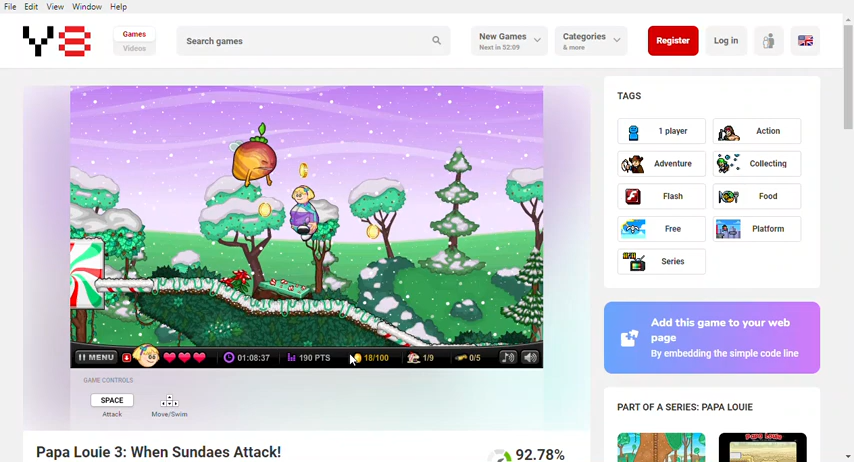 File Edit View Window Help
Y8
Games
Videos
Search games
New Games
Next in 52:09
Categories
& more
Register
Log in
TAGS
1 player
Action
Adventure
Collecting
Flash
Food
Free
Platform
Series
Add this game to your web
page
By embedding the simple code line
MENU
01:08:37
190 PTS
18/100
1/9
0/5
GAME CONTROLS
SPACE
Attack
Move/Swim
Papa Louie 3: When Sundaes Attack!
92.78%
PART OF A SERIES: PAPA LOUIE